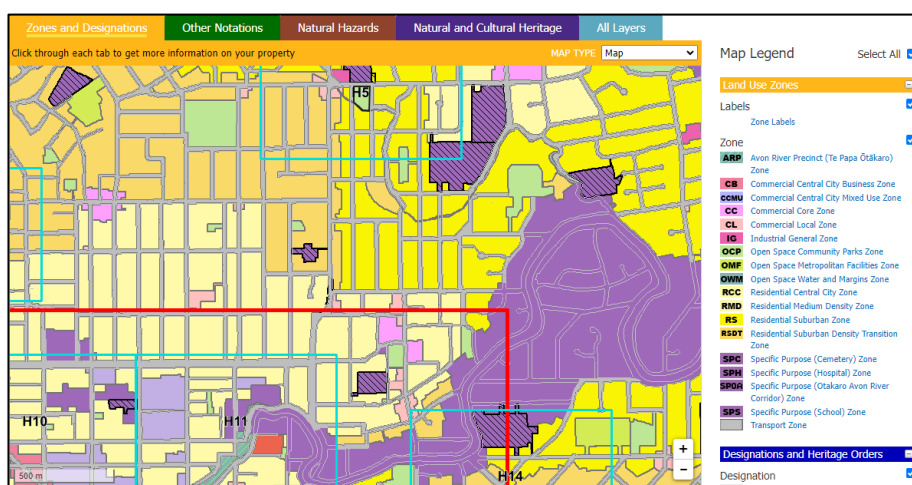 Zones and Designations
Other Notations
Natural Hazards
Natural and Cultural Heritage
All Layers
Click through each tab to get more information on your property
MAP TYPE Map
H5
H10
H11
H14
500 m
+
−
Map Legend
Select All
Land Use Zones
Labels
Zone Labels
Zone
ARP Avon River Precinct (Te Papa Ōtākaro)
Zone
CB Commercial Central City Business Zone
CCMU Commercial Central City Mixed Use Zone
CC Commercial Core Zone
CL Commercial Local Zone
IG Industrial General Zone
OCP Open Space Community Parks Zone
OMF Open Space Metropolitan Facilities Zone
OWM Open Space Water and Margins Zone
RCC Residential Central City Zone
RMD Residential Medium Density Zone
RS Residential Suburban Zone
RSDT Residential Suburban Density Transition
Zone
SPC Specific Purpose (Cemetery) Zone
SPH Specific Purpose (Hospital) Zone
SPOR Specific Purpose (Otakaro Avon River
Corridor) Zone
SPS Specific Purpose (School) Zone
Transport Zone
Designations and Heritage Orders
Designation